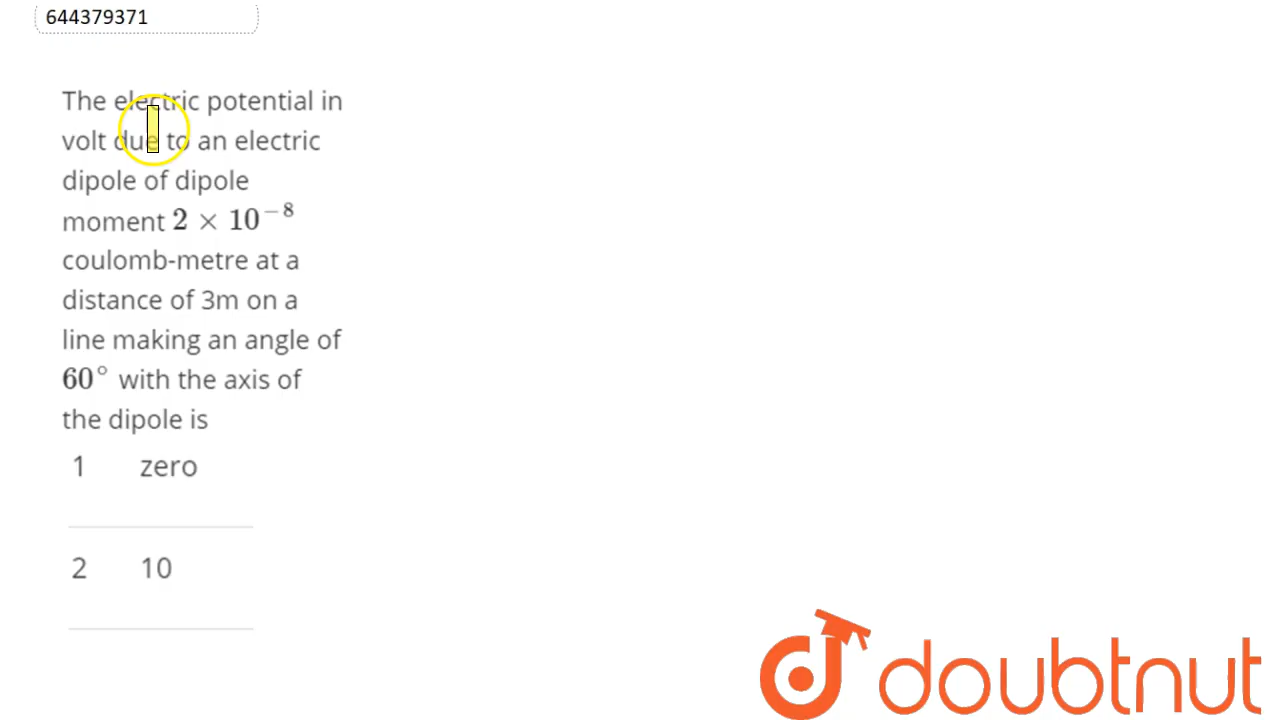 644379371
The electric potential in
volt due to an electric
dipole of dipole
moment 2 × 10⁻⁸
coulomb-metre at a
distance of 3m on a
line making an angle of
60° with the axis of
the dipole is
1 zero
2 10
doubtnut